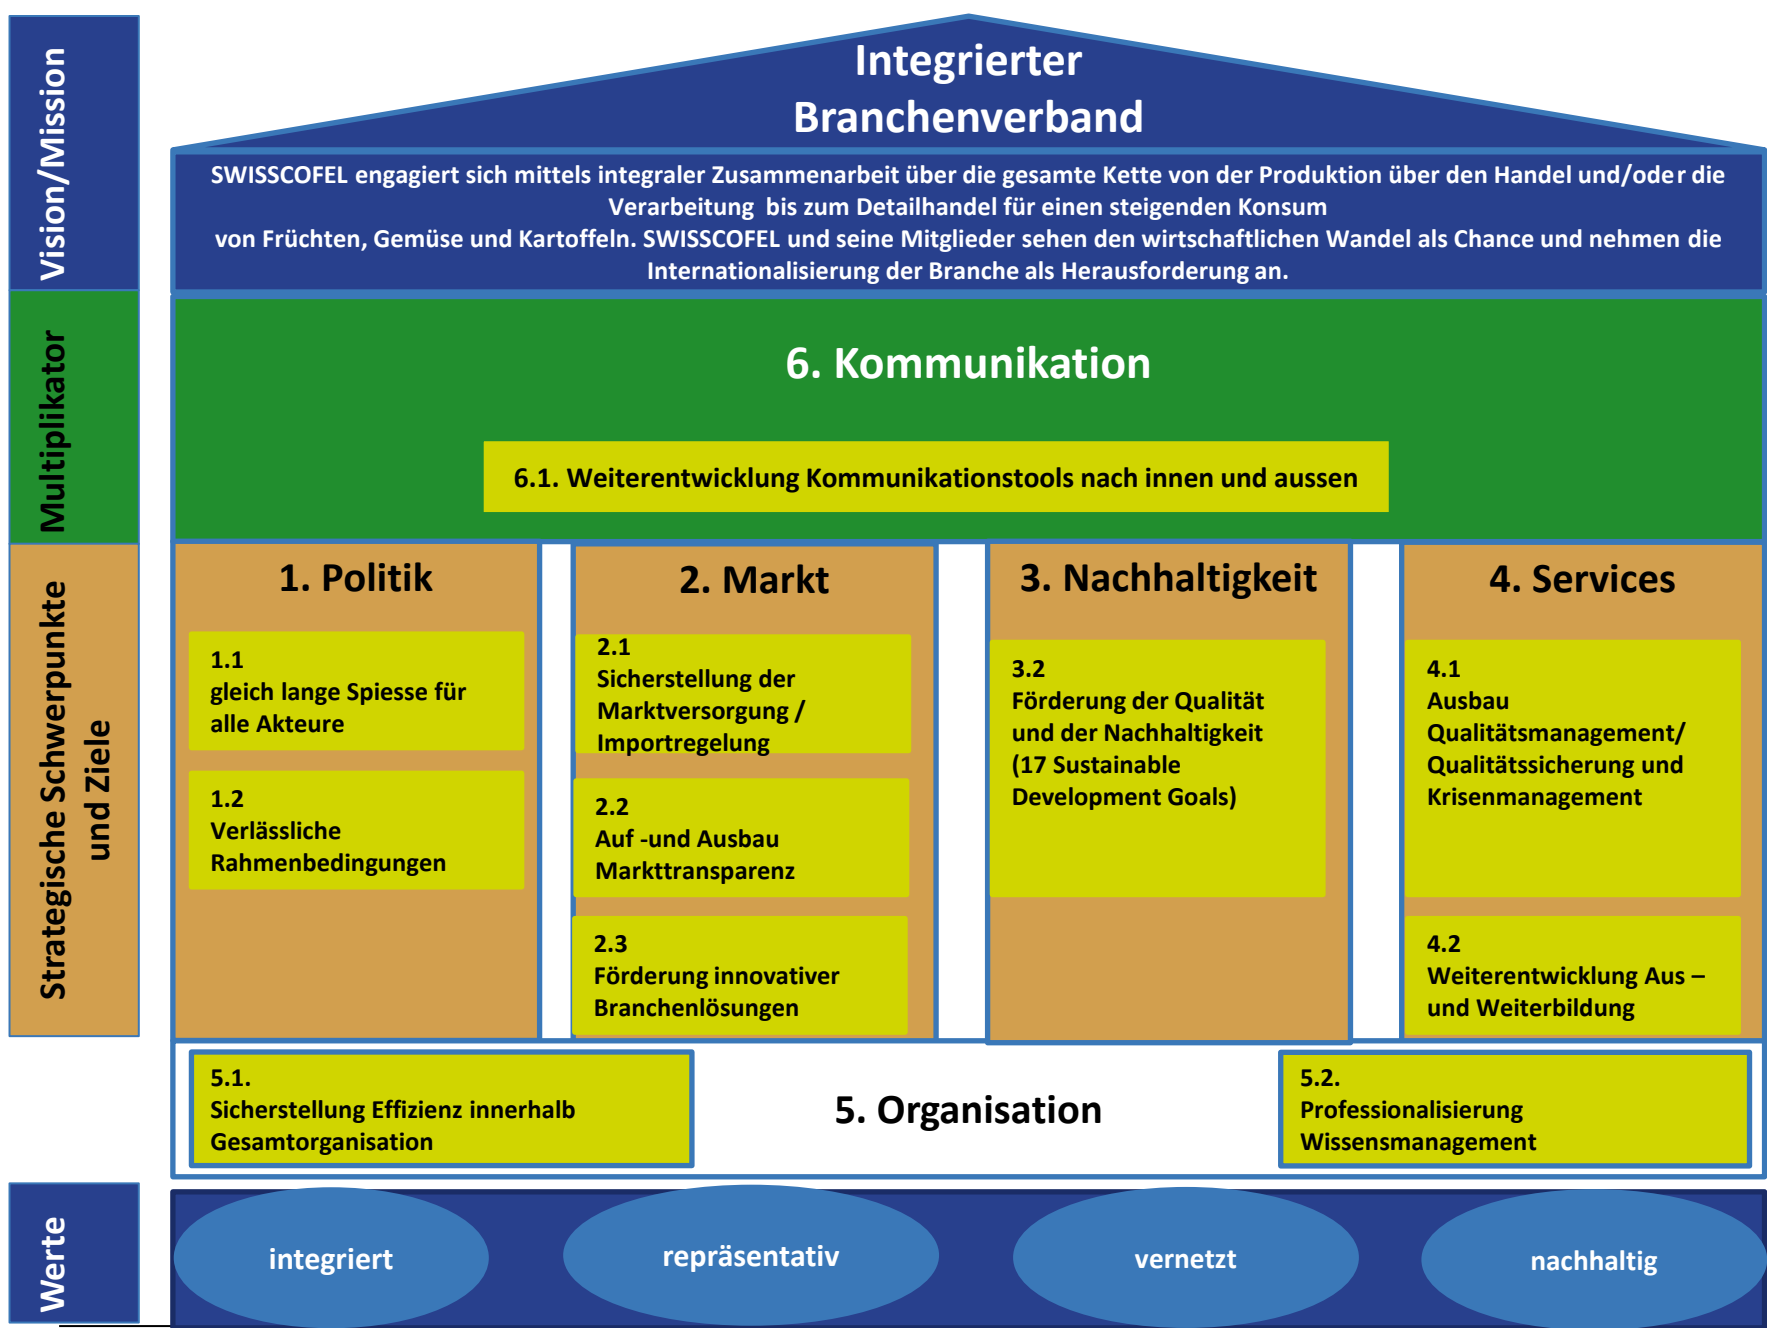 Vision/Mission
Integrierter
Branchenverband
SWISSCOFEL engagiert sich mittels integraler Zusammenarbeit über die gesamte Kette von der Produktion über den Handel und/oder die
Verarbeitung bis zum Detailhandel für einen steigenden Konsum
von Früchten, Gemüse und Kartoffeln. SWISSCOFEL und seine Mitglieder sehen den wirtschaftlichen Wandel als Chance und nehmen die
Internationalisierung der Branche als Herausforderung an.
Multiplikator
6. Kommunikation
6.1. Weiterentwicklung Kommunikationstools nach innen und aussen
Strategische Schwerpunkte
und Ziele
1. Politik
1.1
gleich lange Spiesse für
alle Akteure
1.2
Verlässliche
Rahmenbedingungen
2. Markt
2.1
Sicherstellung der
Marktversorgung /
Importregelung
2.2
Auf -und Ausbau
Markttransparenz
2.3
Förderung innovativer
Branchenlösungen
3. Nachhaltigkeit
3.2
Förderung der Qualität
und der Nachhaltigkeit
(17 Sustainable
Development Goals)
4. Services
4.1
Ausbau
Qualitätsmanagement/
Qualitätssicherung und
Krisenmanagement
4.2
Weiterentwicklung Aus –
und Weiterbildung
5.1.
Sicherstellung Effizienz innerhalb
Gesamtorganisation
5. Organisation
5.2.
Professionalisierung
Wissensmanagement
Werte
integriert
repräsentativ
vernetzt
nachhaltig